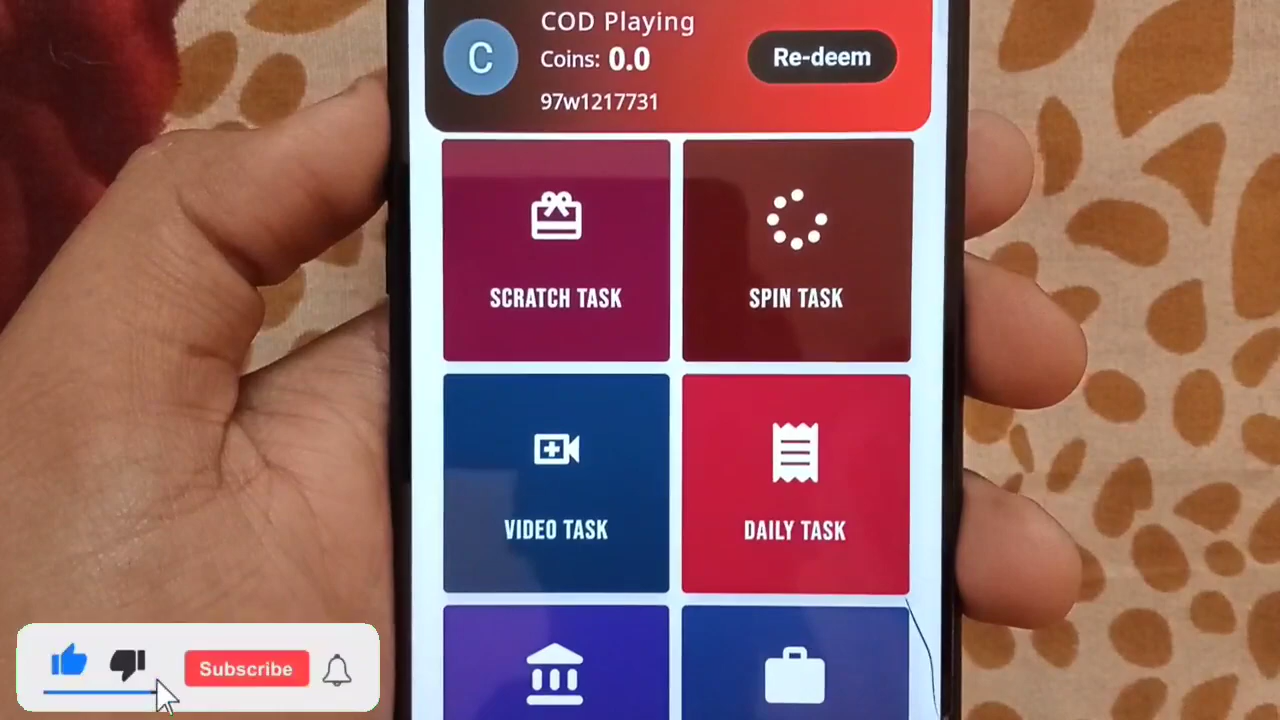 COD Playing
C
Coins: 0.0
Re-deem
97w1217731
SCRATCH TASK
SPIN TASK
VIDEO TASK
DAILY TASK
Subscribe